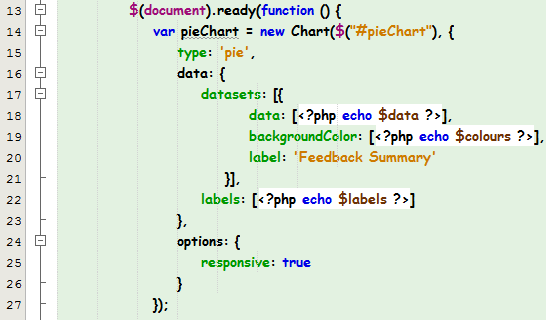 13 $(document).ready(function () {
14 var pieChart = new Chart($("#pieChart"), {
15 type: 'pie',
16 data: {
17 datasets: [{
18 data: [<?php echo $data ?>],
19 backgroundColor: [<?php echo $colours ?>],
20 label: 'Feedback Summary'
21 }],
22 labels: [<?php echo $labels ?>]
23 },
24 options: {
25 responsive: true
26 }
27 });